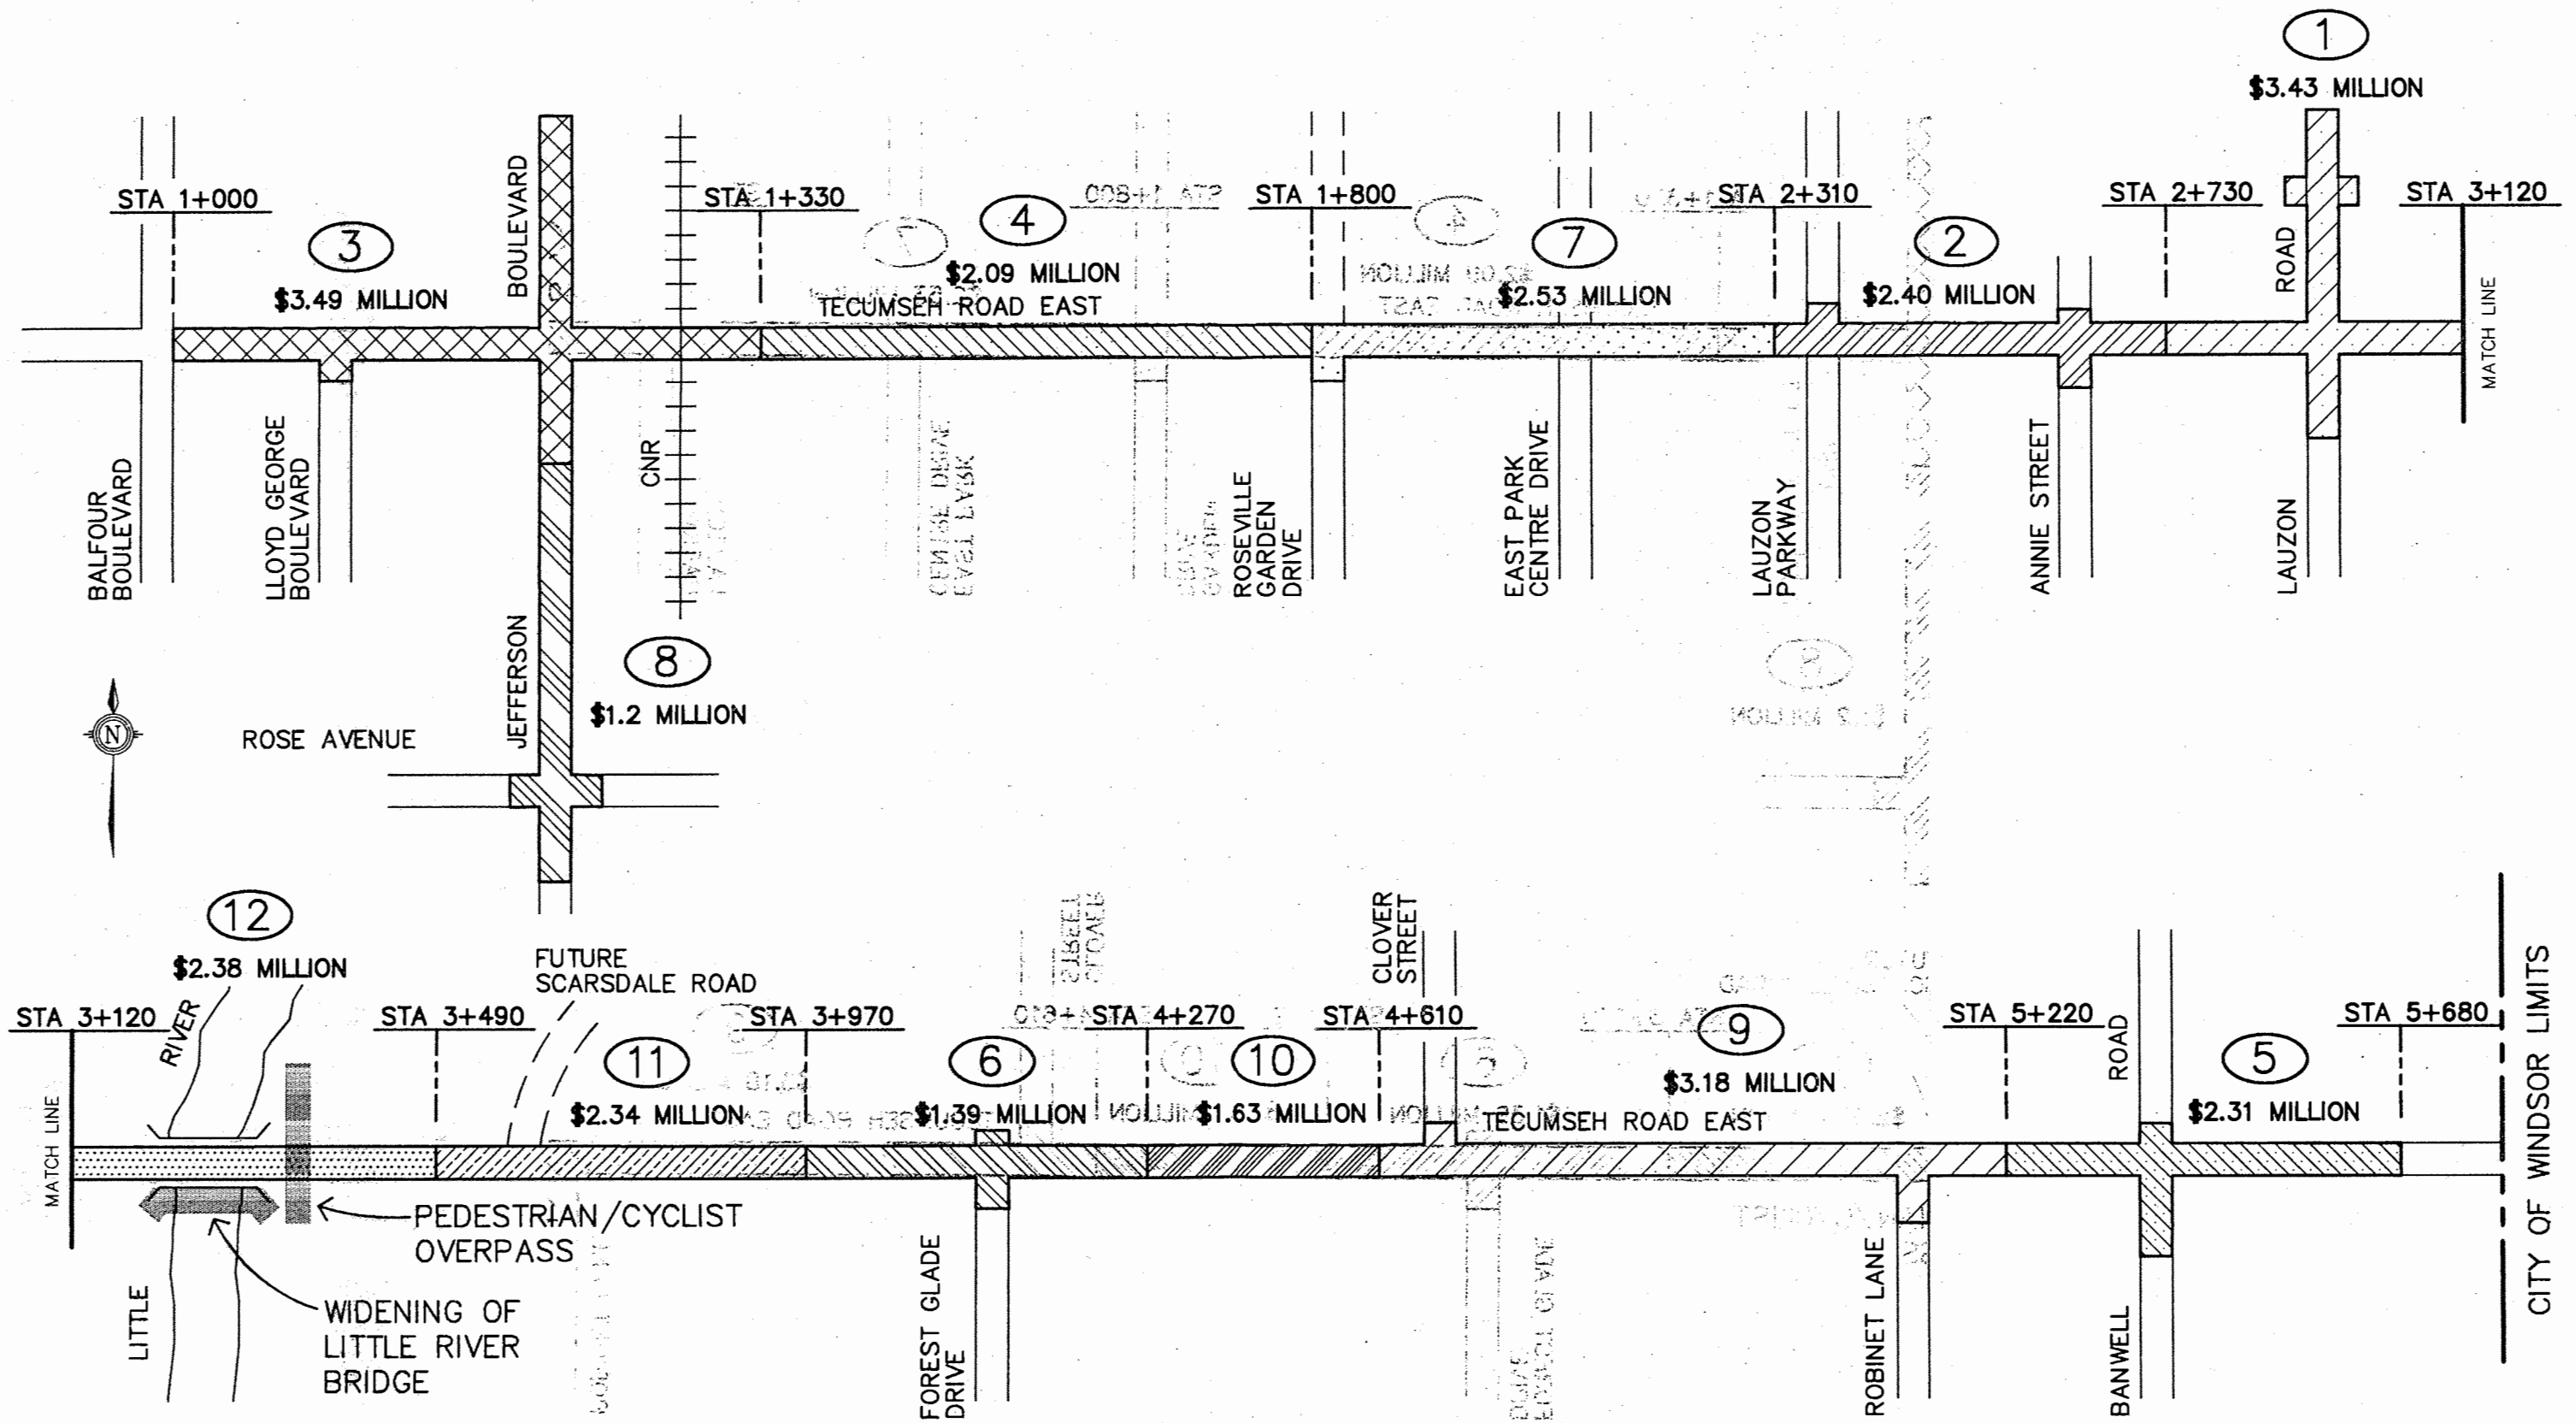 1
$3.43 MILLION
STA 1+000
BOULEVARD
STA 1+330
STA 1+800
STA 2+310
STA 2+730
ROAD
STA 3+120
3
$3.49 MILLION
4
$2.09 MILLION
TECUMSEH ROAD EAST
7
$2.53 MILLION
2
$2.40 MILLION
MATCH LINE
BALFOUR
BOULEVARD
LLOYD GEORGE
BOULEVARD
CNR
ROSEVILLE
GARDEN
DRIVE
EAST PARK
CENTRE DRIVE
LAUZON
PARKWAY
ANNIE STREET
LAUZON
JEFFERSON
8
$1.2 MILLION
N
ROSE AVENUE
12
$2.38 MILLION
FUTURE
SCARSDALE ROAD
CLOVER
STREET
STA 3+120
RIVER
STA 3+490
STA 3+970
STA 4+270
STA 4+610
STA 5+220
ROAD
STA 5+680
11
$2.34 MILLION
6
$1.39 MILLION
10
$1.63 MILLION
9
$3.18 MILLION
TECUMSEH ROAD EAST
5
$2.31 MILLION
MATCH LINE
CITY OF WINDSOR LIMITS
PEDESTRIAN/CYCLIST
OVERPASS
LITTLE
WIDENING OF
LITTLE RIVER
BRIDGE
FOREST GLADE
DRIVE
ROBINET LANE
BANWELL